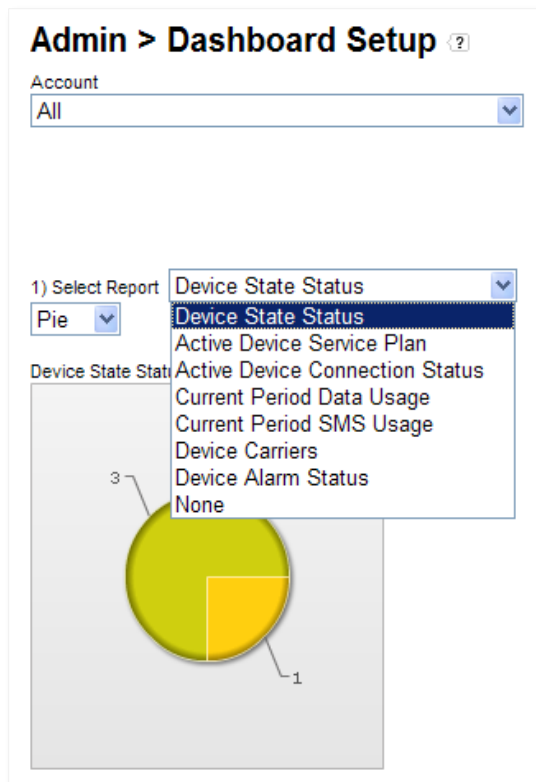 Admin > Dashboard Setup ?
Account
All
1) Select Report Device State Status
Pie
Device State Status
Active Device Service Plan
Active Device Connection Status
Current Period Data Usage
Current Period SMS Usage
Device Carriers
Device Alarm Status
None
Device State
3
1